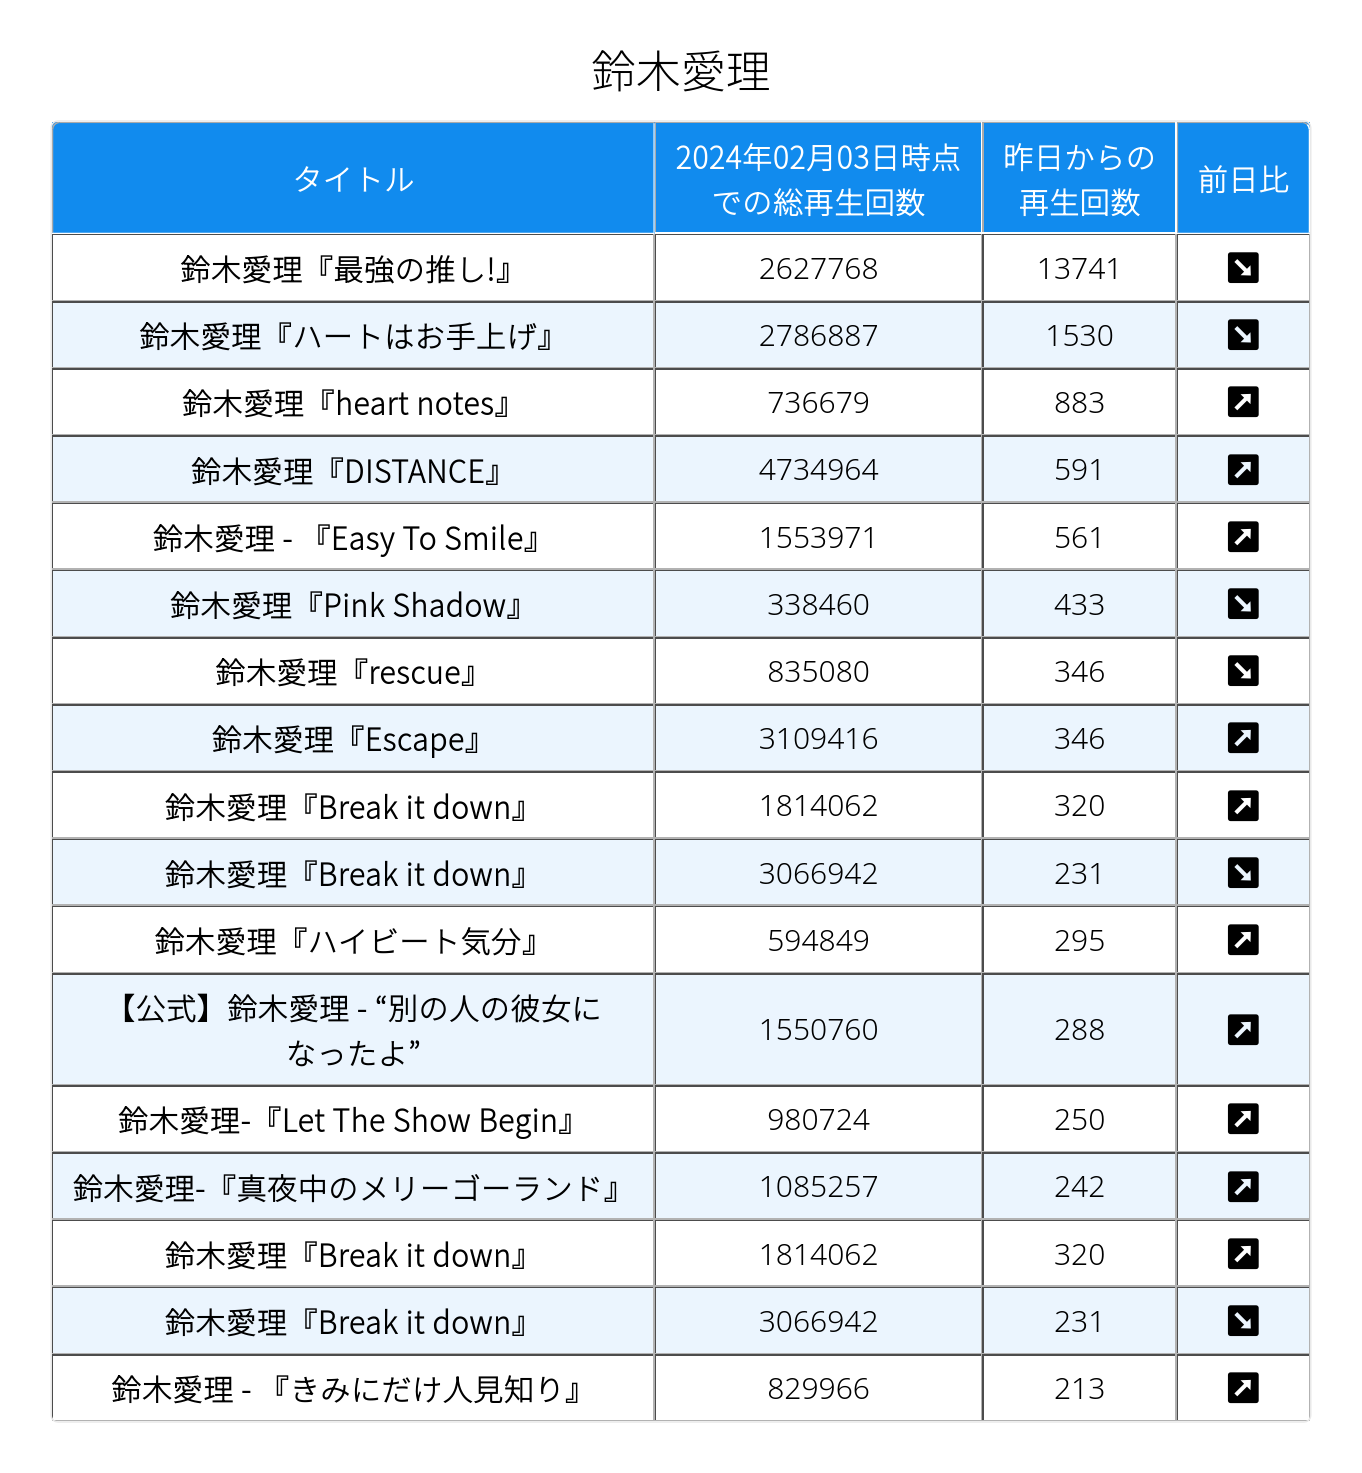 鈴木愛理
タイトル
2024年02月03日時点
での総再生回数
昨日からの
再生回数
前日比
鈴木愛理『最強の推し!』 2627768 13741
鈴木愛理『ハートはお手上げ』 2786887 1530
鈴木愛理『heart notes』 736679 883
鈴木愛理『DISTANCE』 4734964 591
鈴木愛理 - 『Easy To Smile』 1553971 561
鈴木愛理『Pink Shadow』 338460 433
鈴木愛理『rescue』 835080 346
鈴木愛理『Escape』 3109416 346
鈴木愛理『Break it down』 1814062 320
鈴木愛理『Break it down』 3066942 231
鈴木愛理『ハイビート気分』 594849 295
【公式】鈴木愛理 - “別の人の彼女に
なったよ” 1550760 288
鈴木愛理-『Let The Show Begin』 980724 250
鈴木愛理-『真夜中のメリーゴーランド』 1085257 242
鈴木愛理『Break it down』 1814062 320
鈴木愛理『Break it down』 3066942 231
鈴木愛理 - 『きみにだけ人見知り』 829966 213